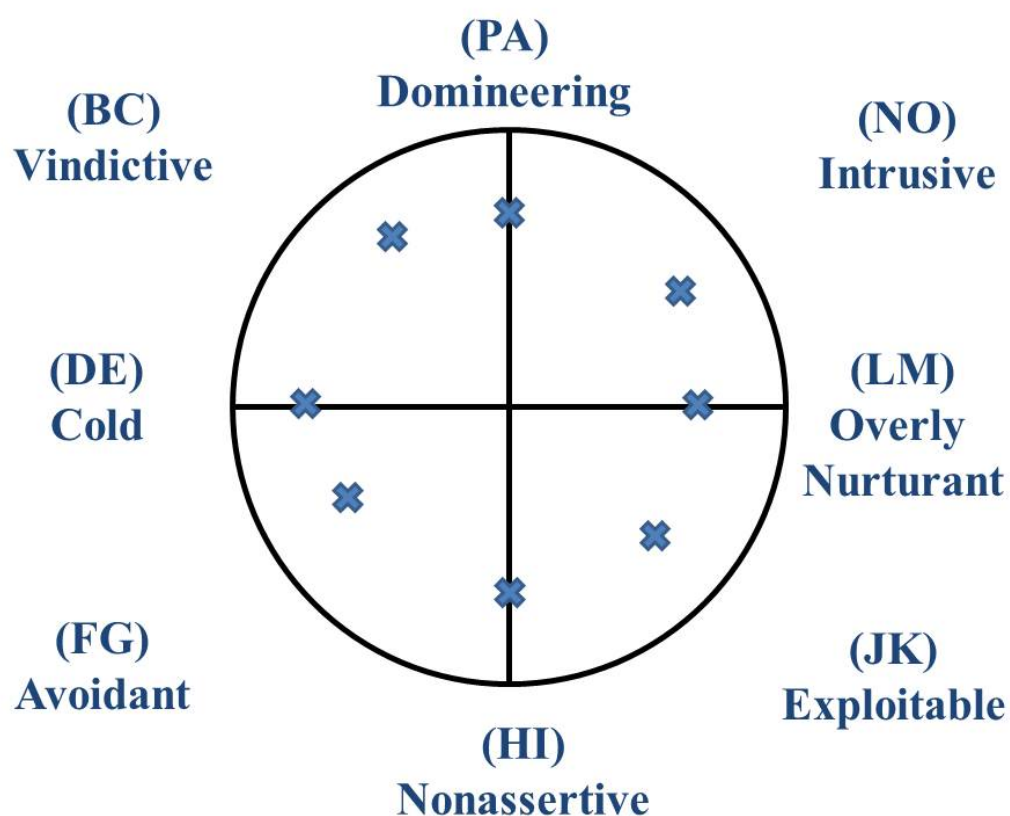 (PA)
Domineering
(BC)
Vindictive
(NO)
Intrusive
(DE)
Cold
(LM)
Overly
Nurturant
(FG)
Avoidant
(JK)
Exploitable
(HI)
Nonassertive